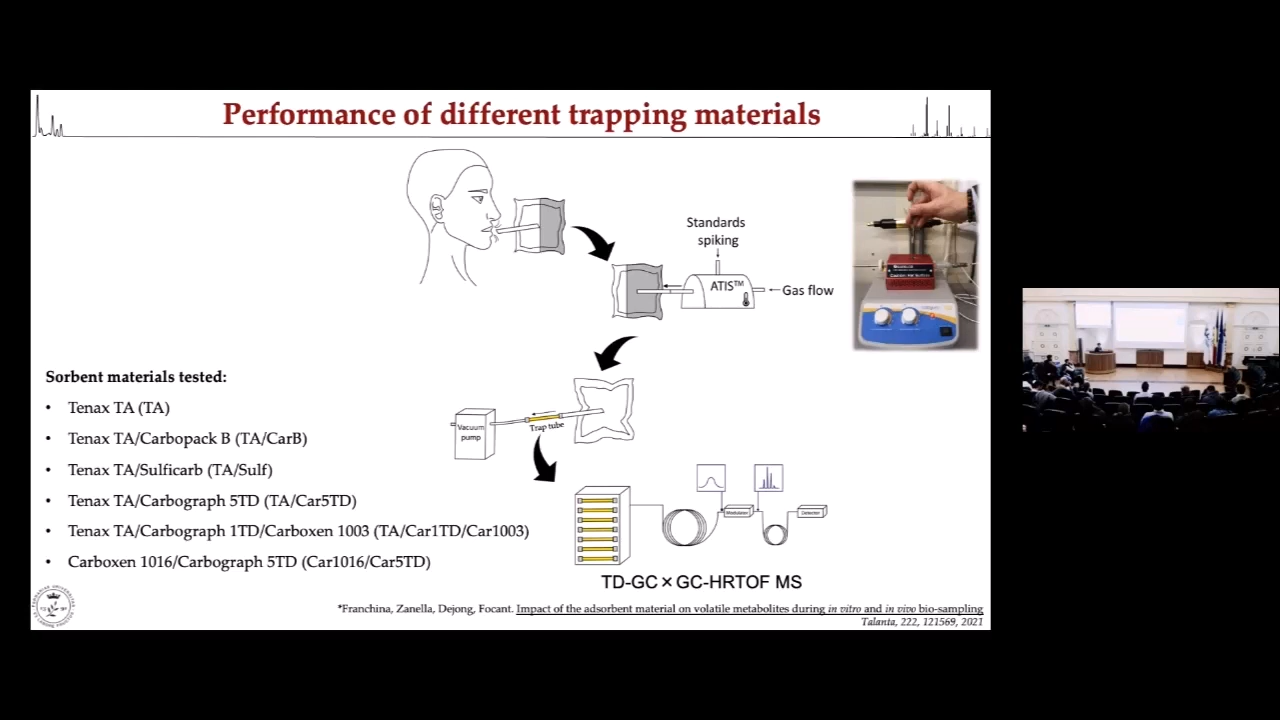 Performance of different trapping materials
Standards
spiking
ATIS™
Gas flow
Sorbent materials tested:
• Tenax TA (TA)
• Tenax TA/Carbopack B (TA/CarB)
• Tenax TA/Sulficarb (TA/Sulf)
• Tenax TA/Carbograph 5TD (TA/Car5TD)
• Tenax TA/Carbograph 1TD/Carboxen 1003 (TA/Car1TD/Car1003)
• Carboxen 1016/Carbograph 5TD (Car1016/Car5TD)
Vacuum
pump
Trap tube
Modulator
Detector
TD-GC × GC-HRTOF MS
*Franchina, Zanella, Dejong, Focant. Impact of the adsorbent material on volatile metabolites during in vitro and in vivo bio-sampling
Talanta, 222, 121569, 2021